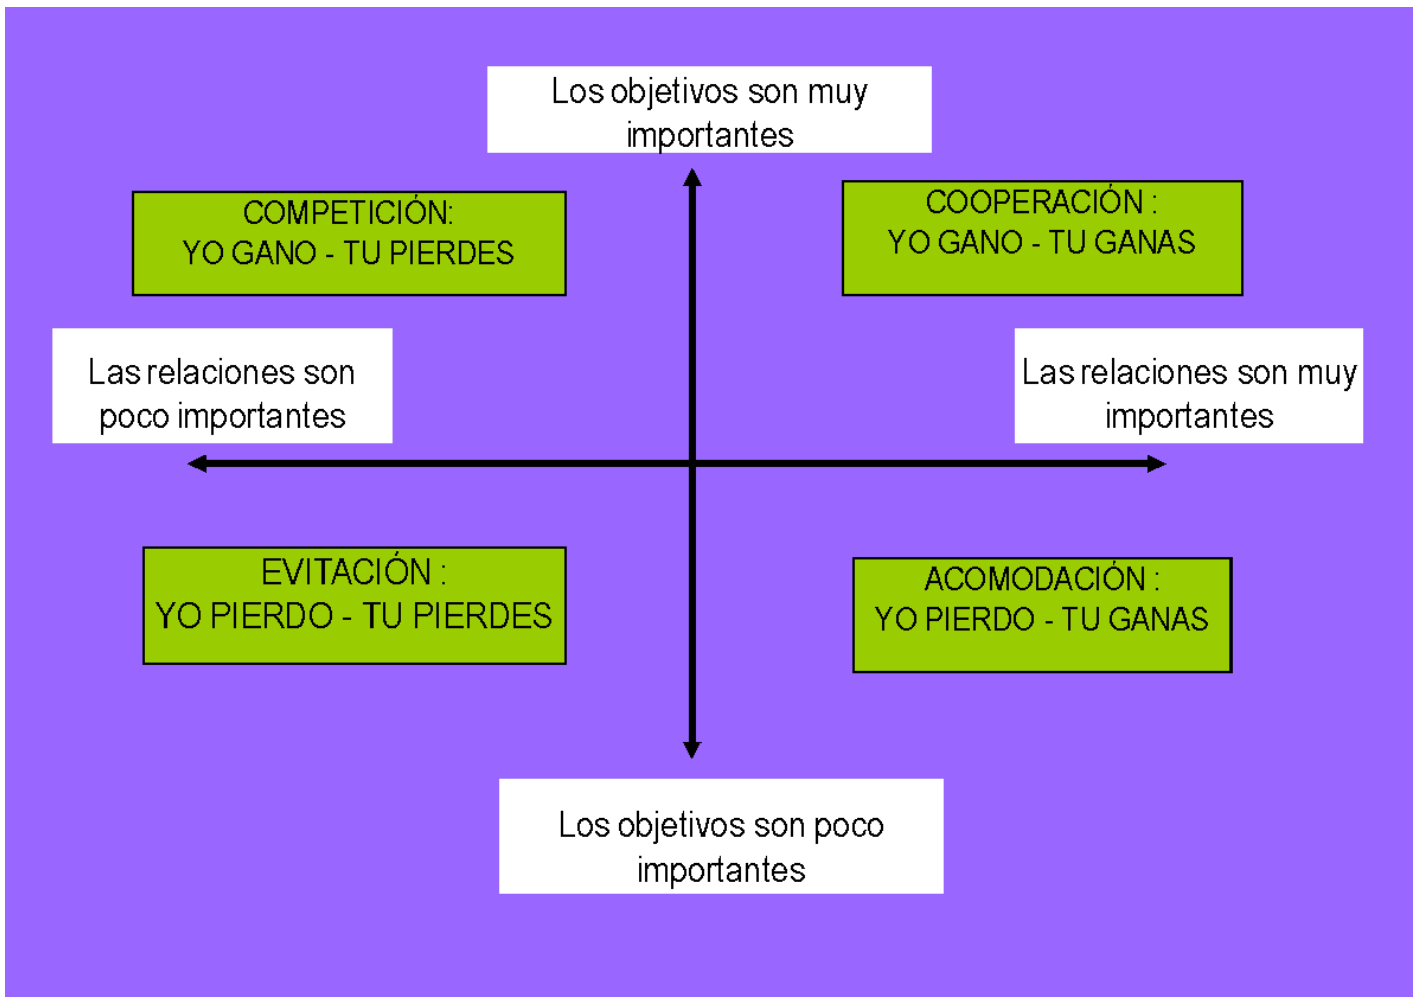 Los objetivos son muy
importantes
COMPETICIÓN:
YO GANO - TU PIERDES
COOPERACIÓN :
YO GANO - TU GANAS
Las relaciones son
poco importantes
Las relaciones son muy
importantes
EVITACIÓN :
YO PIERDO - TU PIERDES
ACOMODACIÓN :
YO PIERDO - TU GANAS
Los objetivos son poco
importantes